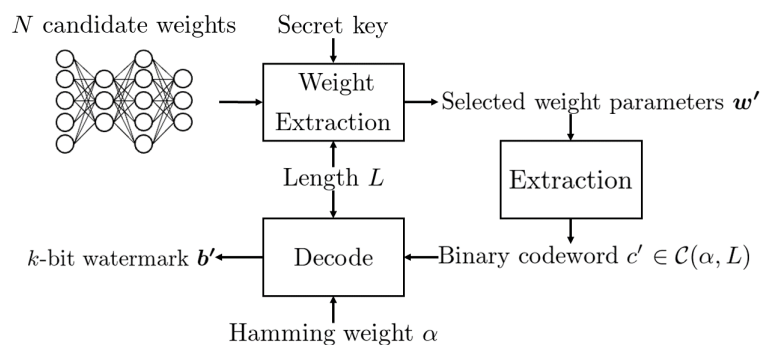 N candidate weights
Secret key
Weight
Extraction
Selected weight parameters w′
Length L
Extraction
k-bit watermark b′
Decode
Binary codeword c′ ∈ C(α, L)
Hamming weight α